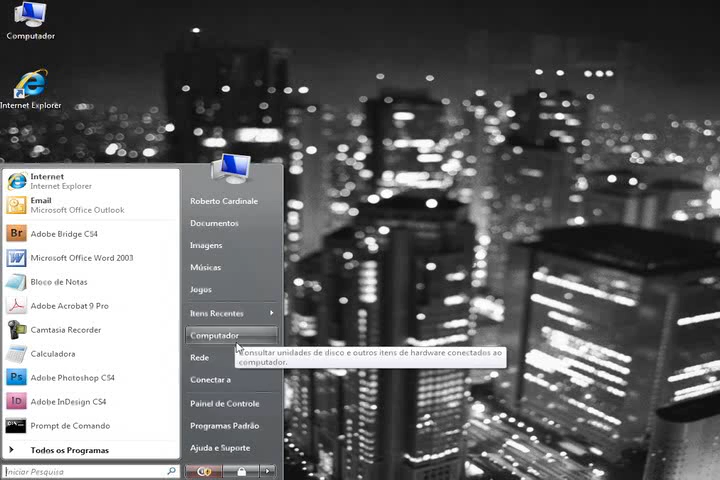 Computador
Internet Explorer
Internet
Internet Explorer
Email
Microsoft Office Outlook
Adobe Bridge CS4
Microsoft Office Word 2003
Bloco de Notas
Adobe Acrobat 9 Pro
Camtasia Recorder
Calculadora
Adobe Photoshop CS4
Adobe InDesign CS4
Prompt de Comando
Todos os Programas
Iniciar Pesquisa
Roberto Cardinale
Documentos
Imagens
Músicas
Jogos
Itens Recentes
Computador
Consultar unidades de disco e outros itens de hardware conectados ao
computador.
Rede
Conectar a
Painel de Controle
Programas Padrão
Ajuda e Suporte
Br
Ps
Id